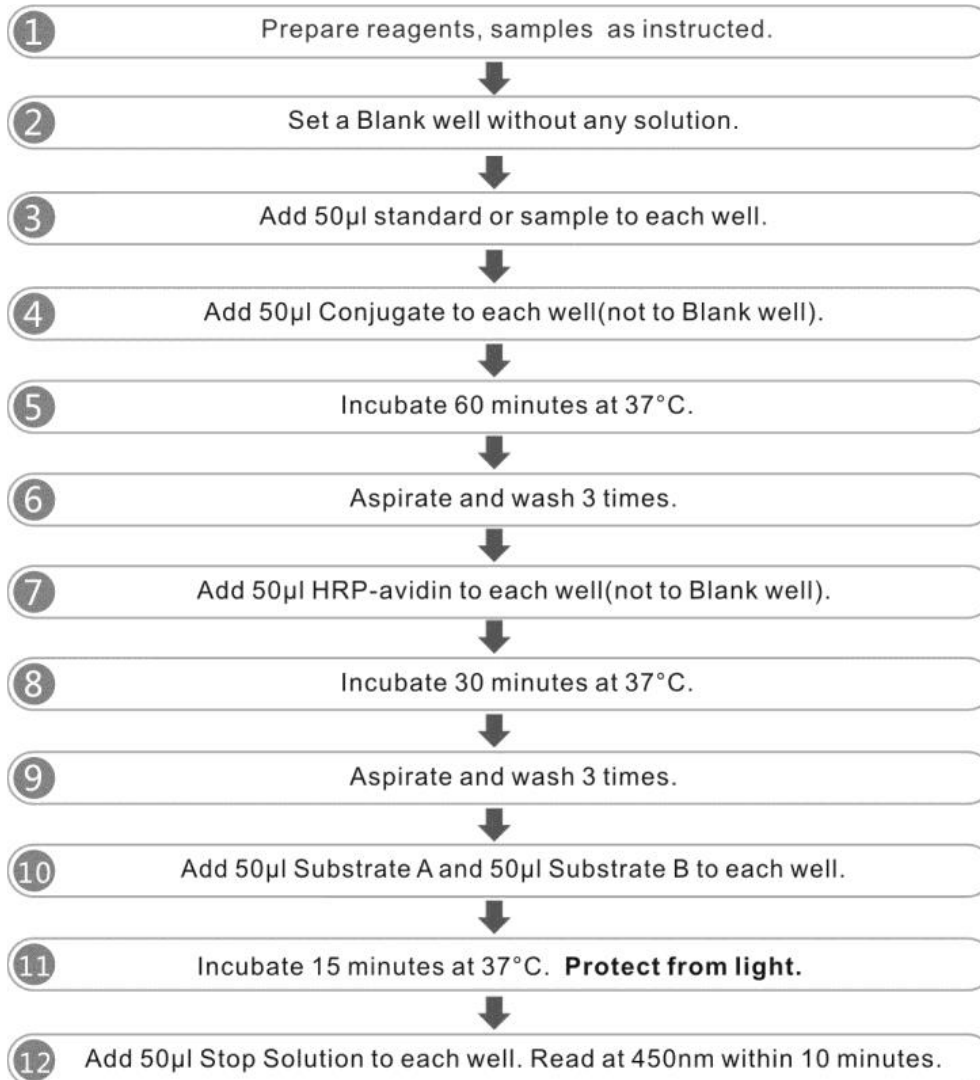 1 Prepare reagents, samples as instructed.
2 Set a Blank well without any solution.
3 Add 50µl standard or sample to each well.
4 Add 50µl Conjugate to each well(not to Blank well).
5 Incubate 60 minutes at 37°C.
6 Aspirate and wash 3 times.
7 Add 50µl HRP-avidin to each well(not to Blank well).
8 Incubate 30 minutes at 37°C.
9 Aspirate and wash 3 times.
10 Add 50µl Substrate A and 50µl Substrate B to each well.
11 Incubate 15 minutes at 37°C. Protect from light.
12 Add 50µl Stop Solution to each well. Read at 450nm within 10 minutes.